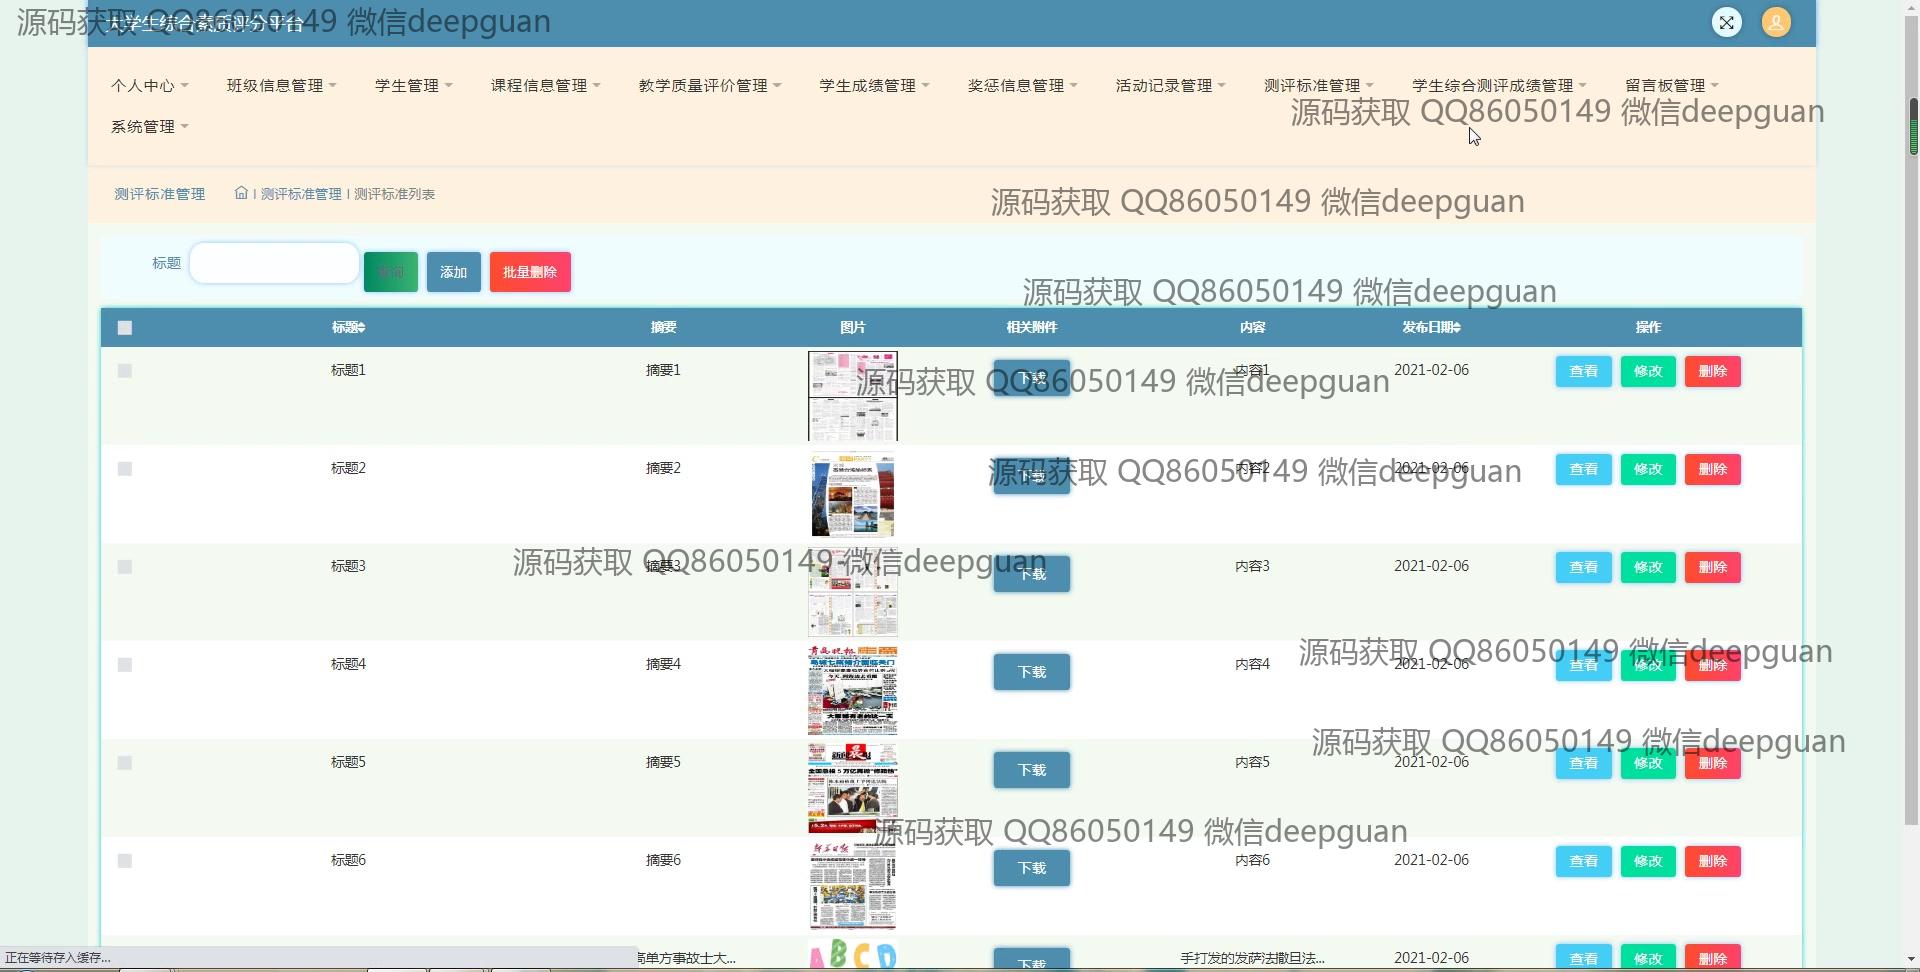 大学生综合素质评分平台
源码获取 QQ86050149 微信deepguan
个人中心 班级信息管理 学生管理 课程信息管理 教学质量评价管理 学生成绩管理 奖惩信息管理 活动记录管理 测评标准管理 学生综合测评成绩管理 留言板管理
源码获取 QQ86050149 微信deepguan
系统管理
测评标准管理 测评标准管理 | 测评标准列表
源码获取 QQ86050149 微信deepguan
标题 查询 添加 批量删除
源码获取 QQ86050149 微信deepguan
标题 摘要 图片 相关附件 内容 发布日期 操作
标题1 摘要1 下载 内容1 2021-02-06 查看 修改 删除
源码获取 QQ86050149 微信deepguan
标题2 摘要2 下载 内容2 2021-02-06 查看 修改 删除
源码获取 QQ86050149 微信deepguan
标题3 摘要3 下载 内容3 2021-02-06 查看 修改 删除
源码获取 QQ86050149 微信deepguan
标题4 摘要4 下载 内容4 2021-02-06 查看 修改 删除
源码获取 QQ86050149 微信deepguan
标题5 摘要5 下载 内容5 2021-02-06 查看 修改 删除
源码获取 QQ86050149 微信deepguan
标题6 摘要6 下载 内容6 2021-02-06 查看 修改 删除
源码获取 QQ86050149 微信deepguan
高单方事故士大... ABCD 下载 手打发的发萨法撒旦法... 2021-02-06 查看 修改 删除
正在等待存入缓存...